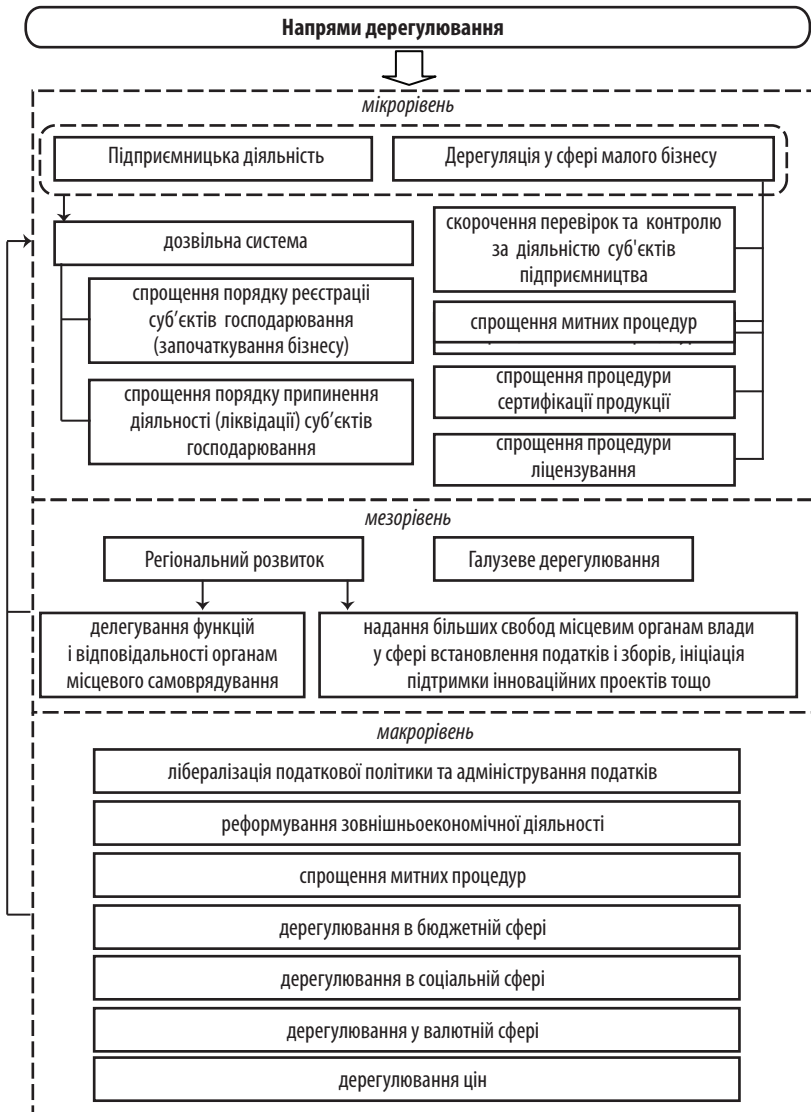 Напрями дерегулювання
мікрорівень
Підприємницька діяльність
Дерегуляція у сфері малого бізнесу
дозвільна система
спрощення порядку реєстрації
суб’єктів господарювання
(започаткування бізнесу)
спрощення порядку припинення
діяльності (ліквідації) суб’єктів
господарювання
скорочення перевірок та контролю
за діяльністю суб'єктів
підприємництва
спрощення митних процедур
спрощення процедури
сертифікації продукції
спрощення процедури
ліцензування
мезорівень
Регіональний розвиток
Галузеве дерегулювання
делегування функцій
і відповідальності органам
місцевого самоврядування
надання більших свобод місцевим органам влади
у сфері встановлення податків і зборів, ініціація
підтримки інноваційних проектів тощо
макрорівень
лібералізація податкової політики та адміністрування податків
реформування зовнішньоекономічної діяльності
спрощення митних процедур
дерегулювання в бюджетній сфері
дерегулювання в соціальній сфері
дерегулювання у валютній сфері
дерегулювання цін